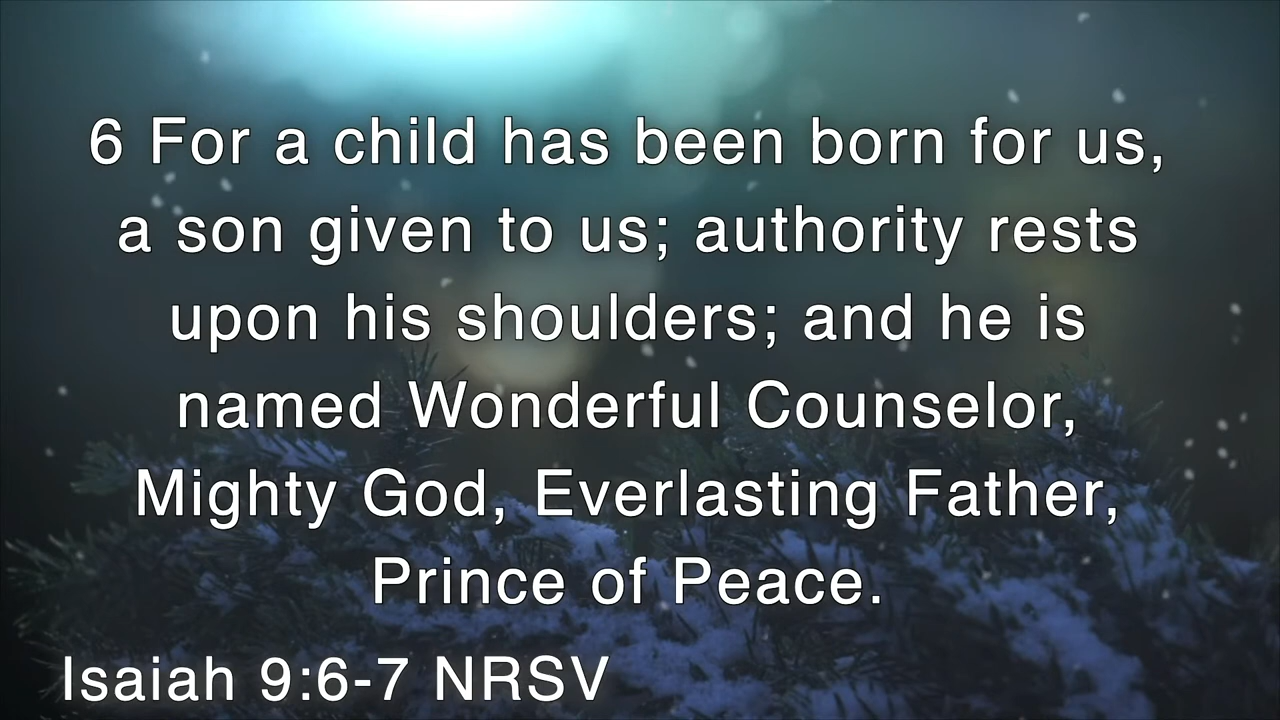 6 For a child has been born for us,
a son given to us; authority rests
upon his shoulders; and he is
named Wonderful Counselor,
Mighty God, Everlasting Father,
Prince of Peace.
Isaiah 9:6-7 NRSV